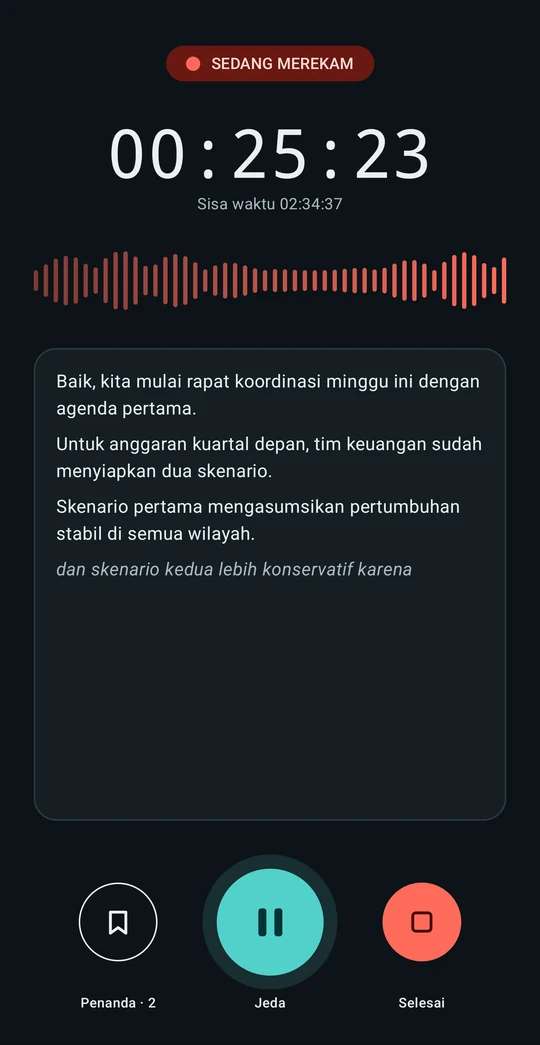 SEDANG MEREKAM
00:25:23
Sisa waktu 02:34:37
Baik, kita mulai rapat koordinasi minggu ini dengan
agenda pertama.
Untuk anggaran kuartal depan, tim keuangan sudah
menyiapkan dua skenario.
Skenario pertama mengasumsikan pertumbuhan
stabil di semua wilayah.
dan skenario kedua lebih konservatif karena
Penanda · 2
Jeda
Selesai